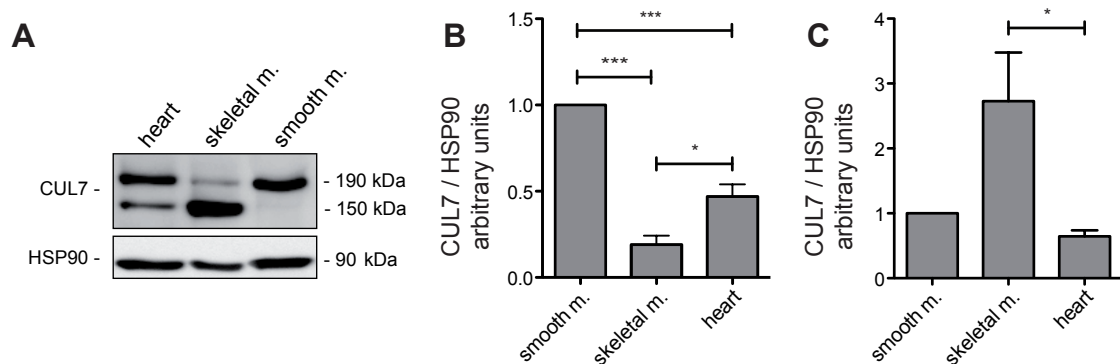 A
heart
skeletal m.
smooth m.
CUL7 -
- 190 kDa
- 150 kDa
HSP90 -
- 90 kDa
B
CUL7 / HSP90
arbitrary units
1.5
1.0
0.5
0.0
***
***
*
smooth m.
skeletal m.
heart
C
CUL7 / HSP90
arbitrary units
4
3
2
1
0
*
smooth m.
skeletal m.
heart